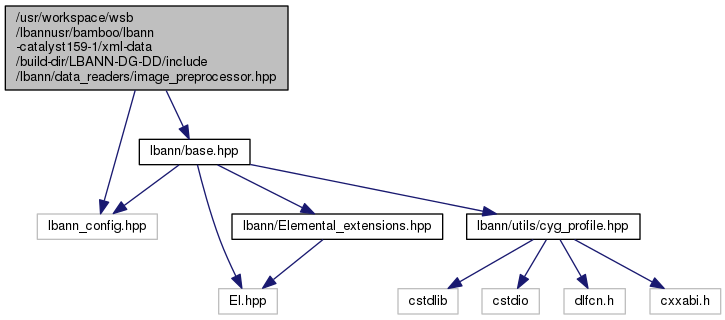 /usr/workspace/wsb
/lbannusr/bamboo/lbann
-catalyst159-1/xml-data
/build-dir/LBANN-DG-DD/include
/lbann/data_readers/image_preprocessor.hpp
lbann/base.hpp
lbann_config.hpp
lbann/Elemental_extensions.hpp
lbann/utils/cyg_profile.hpp
El.hpp
cstdlib
cstdio
dlfcn.h
cxxabi.h